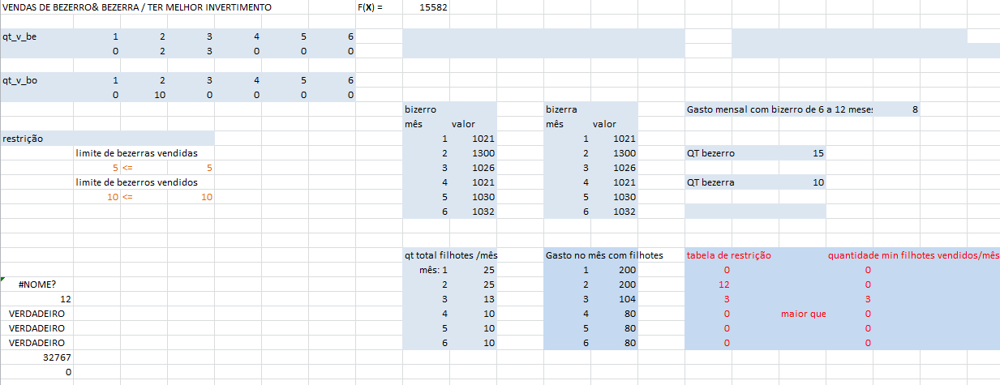 VENDAS DE BEZERRO& BEZERRA / TER MELHOR INVERTIMENTO F(X) = 15582
qt_v_be 1 2 3 4 5 6
0 2 3 0 0 0
qt_v_bo 1 2 3 4 5 6
0 10 0 0 0 0
bizerro bizerra Gasto mensal com bizerro de 6 a 12 meses 8
mês valor mês valor
restrição 1 1021 1 1021
limite de bezerras vendidas 2 1300 2 1300 QT bezerro 15
5 <= 5 3 1026 3 1026
limite de bezerros vendidos 4 1021 4 1021 QT bezerra 10
10 <= 10 5 1030 5 1030
6 1032 6 1032
qt total filhotes /mês Gasto no mês com filhotes tabela de restrição quantidade min filhotes vendidos/mês
mês: 1 25 1 200 0 0
#NOME? 2 25 2 200 12 0
12 3 13 3 104 3 3
VERDADEIRO 4 10 4 80 0 maior que 0
VERDADEIRO 5 10 5 80 0 0
VERDADEIRO 6 10 6 80 0 0
32767
0